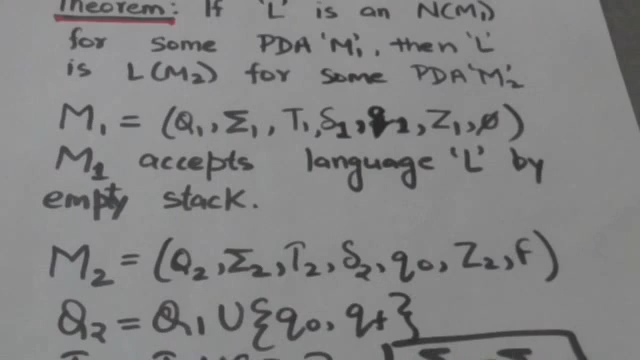 Theorem: If 'L' is an N(M₁)
for some PDA 'M₁', then 'L'
is L(M₂) for some PDA 'M₂'
M₁ = (Q₁, Σ₁, T₁, δ₁, q₁, Z₁, ∅)
M₁ accepts language 'L' by
empty stack.
M₂ = (Q₂, Σ₂, T₂, δ₂, q₀, Z₂, F)
Q₂ = Q₁ ∪ {q₀, qf}